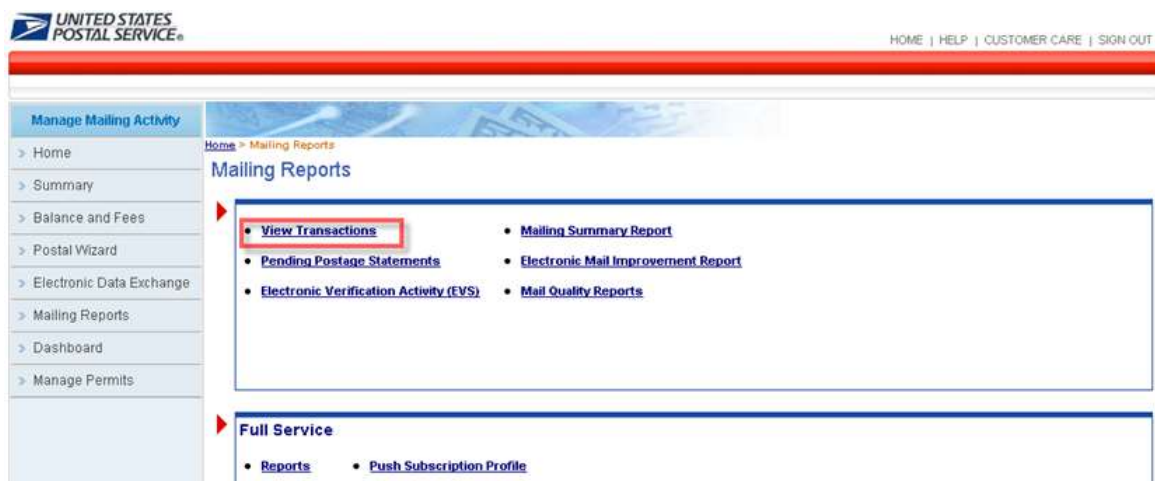 UNITED STATES
POSTAL SERVICE®
HOME | HELP | CUSTOMER CARE | SIGN OUT
Manage Mailing Activity
> Home
> Summary
> Balance and Fees
> Postal Wizard
> Electronic Data Exchange
> Mailing Reports
> Dashboard
> Manage Permits
Home > Mailing Reports
Mailing Reports
• View Transactions
• Pending Postage Statements
• Electronic Verification Activity (EVS)
• Mailing Summary Report
• Electronic Mail Improvement Report
• Mail Quality Reports
Full Service
• Reports • Push Subscription Profile